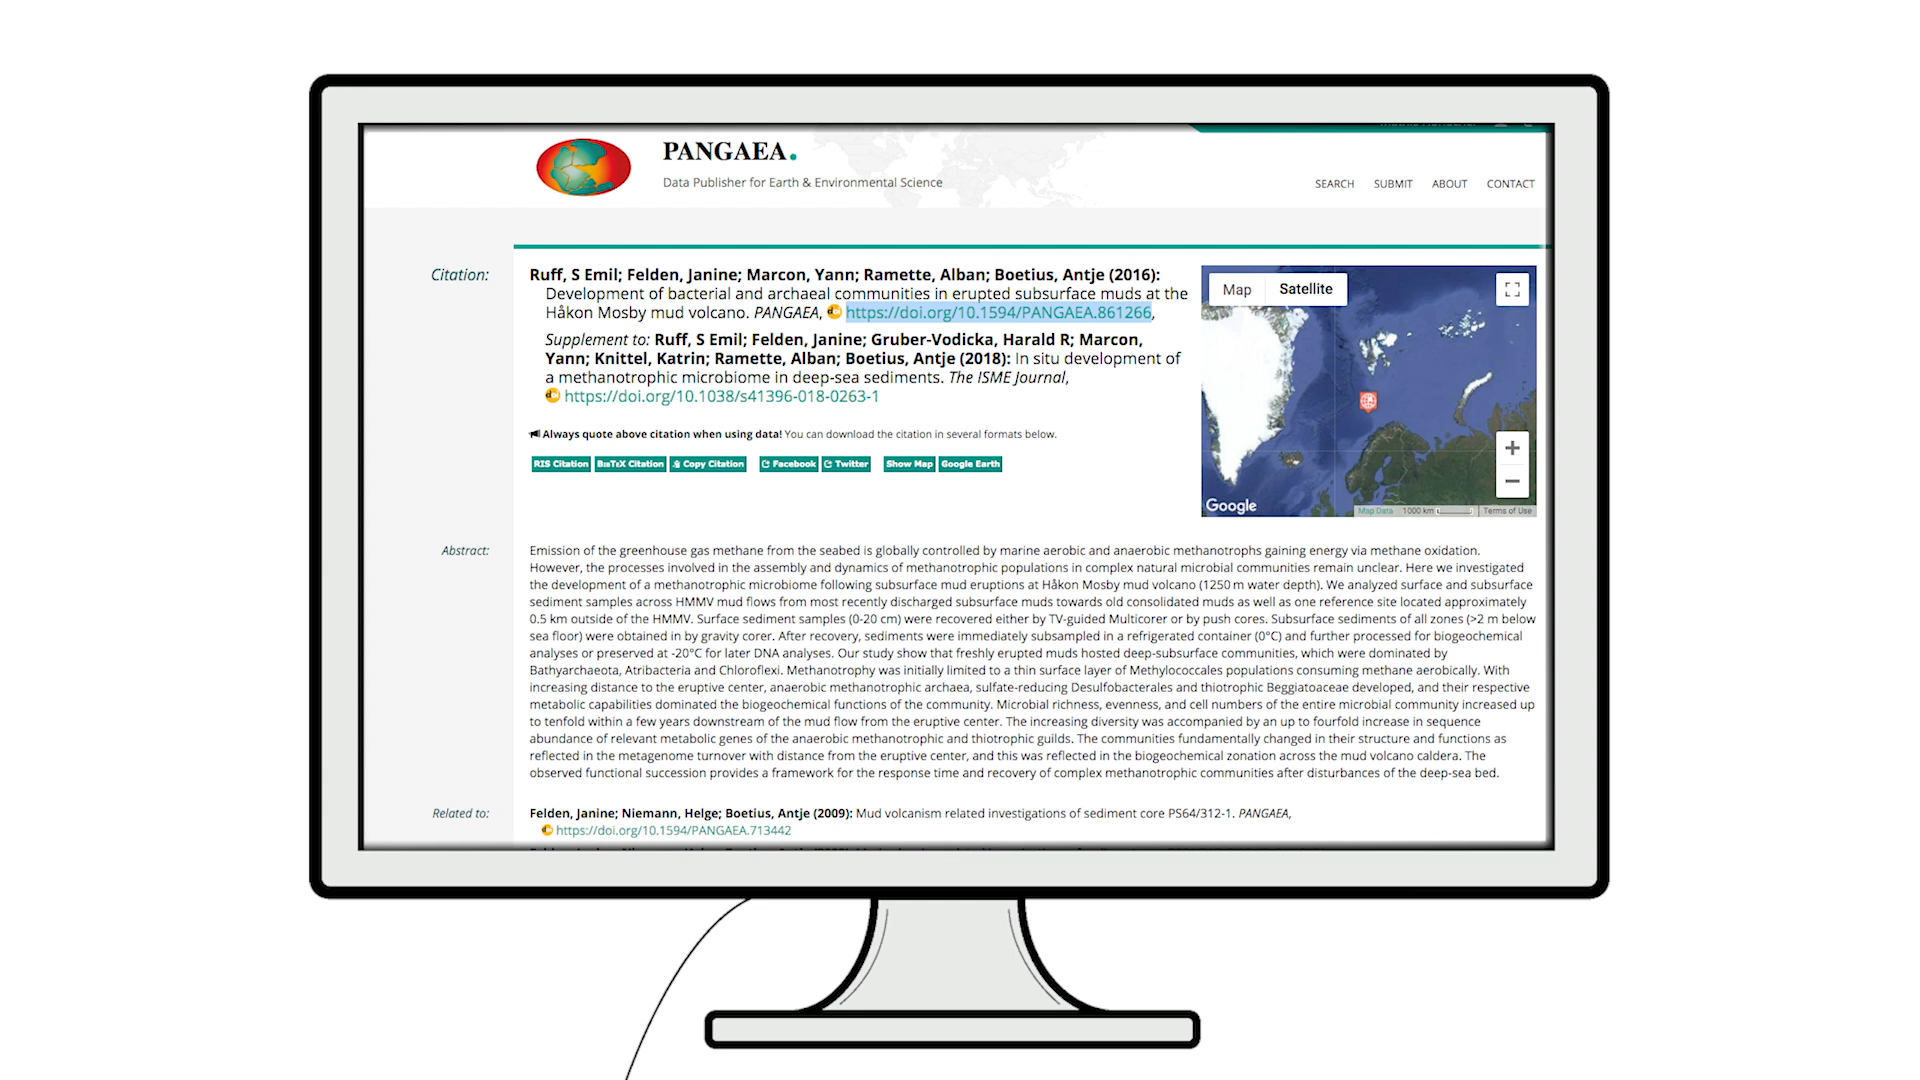 PANGAEA.
Data Publisher for Earth & Environmental Science
SEARCH SUBMIT ABOUT CONTACT
Citation:
Ruff, S Emil; Felden, Janine; Marcon, Yann; Ramette, Alban; Boetius, Antje (2016):
Development of bacterial and archaeal communities in erupted subsurface muds at the
Håkon Mosby mud volcano. PANGAEA, https://doi.org/10.1594/PANGAEA.861266,
Supplement to: Ruff, S Emil; Felden, Janine; Gruber-Vodicka, Harald R; Marcon,
Yann; Knittel, Katrin; Ramette, Alban; Boetius, Antje (2018): In situ development of
a methanotrophic microbiome in deep-sea sediments. The ISME Journal,
https://doi.org/10.1038/s41396-018-0263-1
Always quote above citation when using data! You can download the citation in several formats below.
RIS Citation BibTeX Citation Copy Citation Facebook Twitter Show Map Google Earth
Map Satellite
Google
Map Data 1000 km Terms of Use
Abstract:
Emission of the greenhouse gas methane from the seabed is globally controlled by marine aerobic and anaerobic methanotrophs gaining energy via methane oxidation.
However, the processes involved in the assembly and dynamics of methanotrophic populations in complex natural microbial communities remain unclear. Here we investigated
the development of a methanotrophic microbiome following subsurface mud eruptions at Håkon Mosby mud volcano (1250 m water depth). We analyzed surface and subsurface
sediment samples across HMMV mud flows from most recently discharged subsurface muds towards old consolidated muds as well as one reference site located approximately
0.5 km outside of the HMMV. Surface sediment samples (0-20 cm) were recovered either by TV-guided Multicorer or by push cores. Subsurface sediments of all zones (>2 m below
sea floor) were obtained in by gravity corer. After recovery, sediments were immediately subsampled in a refrigerated container (0°C) and further processed for biogeochemical
analyses or preserved at -20°C for later DNA analyses. Our study show that freshly erupted muds hosted deep-subsurface communities, which were dominated by
Bathyarchaeota, Atribacteria and Chloroflexi. Methanotrophy was initially limited to a thin surface layer of Methylococcales populations consuming methane aerobically. With
increasing distance to the eruptive center, anaerobic methanotrophic archaea, sulfate-reducing Desulfobacterales and thiotrophic Beggiatoaceae developed, and their respective
metabolic capabilities dominated the biogeochemical functions of the community. Microbial richness, evenness, and cell numbers of the entire microbial community increased up
to tenfold within a few years downstream of the mud flow from the eruptive center. The increasing diversity was accompanied by an up to fourfold increase in sequence
abundance of relevant metabolic genes of the anaerobic methanotrophic and thiotrophic guilds. The communities fundamentally changed in their structure and functions as
reflected in the metagenome turnover with distance from the eruptive center, and this was reflected in the biogeochemical zonation across the mud volcano caldera. The
observed functional succession provides a framework for the response time and recovery of complex methanotrophic communities after disturbances of the deep-sea bed.
Related to:
Felden, Janine; Niemann, Helge; Boetius, Antje (2009): Mud volcanism related investigations of sediment core PS64/312-1. PANGAEA,
https://doi.org/10.1594/PANGAEA.713442